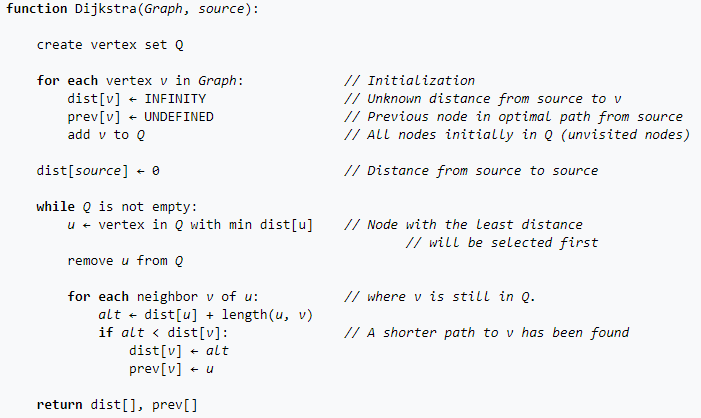 function Dijkstra(Graph, source):
create vertex set Q
for each vertex v in Graph: // Initialization
dist[v] ← INFINITY // Unknown distance from source to v
prev[v] ← UNDEFINED // Previous node in optimal path from source
add v to Q // All nodes initially in Q (unvisited nodes)
dist[source] ← 0 // Distance from source to source
while Q is not empty:
u ← vertex in Q with min dist[u] // Node with the least distance
// will be selected first
remove u from Q
for each neighbor v of u: // where v is still in Q.
alt ← dist[u] + length(u, v)
if alt < dist[v]: // A shorter path to v has been found
dist[v] ← alt
prev[v] ← u
return dist[], prev[]